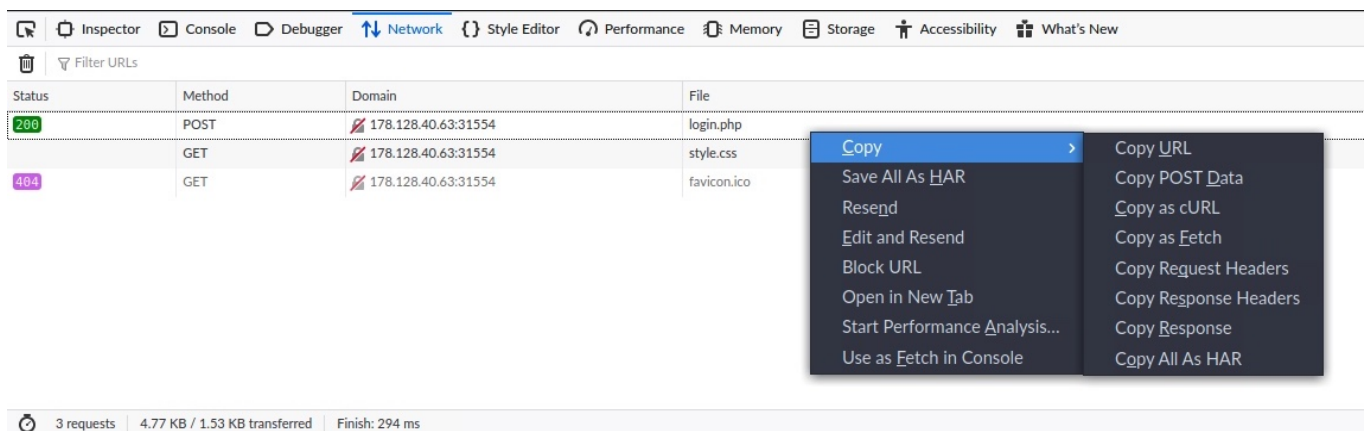 Inspector Console Debugger Network {} Style Editor Performance Memory Storage Accessibility What's New
Filter URLs
Status Method Domain File
200 POST 178.128.40.63:31554 login.php
GET 178.128.40.63:31554 style.css
404 GET 178.128.40.63:31554 favicon.ico
Copy
Save All As HAR
Resend
Edit and Resend
Block URL
Open in New Tab
Start Performance Analysis...
Use as Fetch in Console
Copy URL
Copy POST Data
Copy as cURL
Copy as Fetch
Copy Request Headers
Copy Response Headers
Copy Response
Copy All As HAR
3 requests 4.77 KB / 1.53 KB transferred Finish: 294 ms